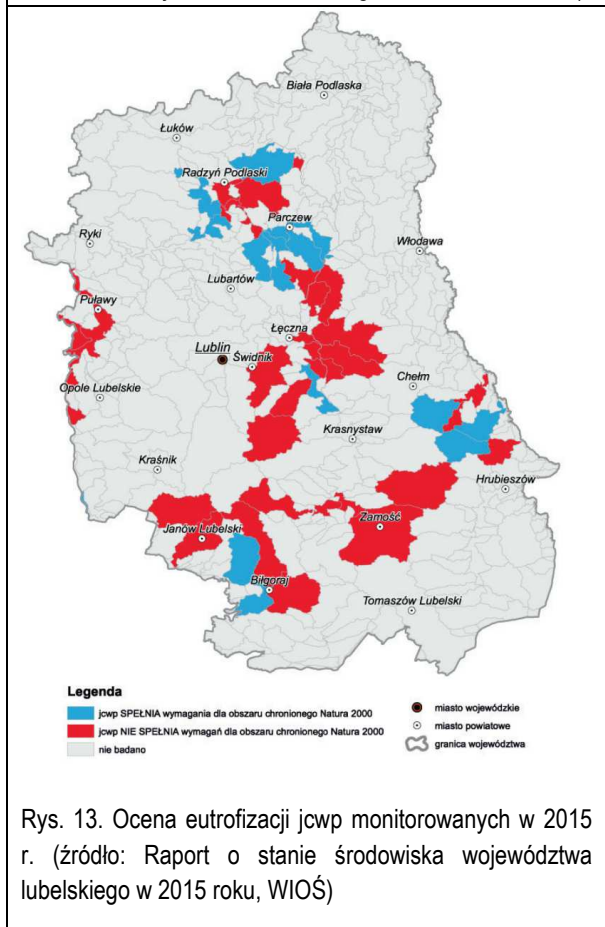 Biała Podlaska
Łuków
Radzyń Podlaski
Parczew
Ryki
Włodawa
Lubartów
Puławy
Łęczna
Lublin
Świdnik
Chełm
Opole Lubelskie
Krasnystaw
Kraśnik
Hrubieszów
Zamość
Janów Lubelski
Biłgoraj
Tomaszów Lubelski
Legenda
jcwp SPEŁNIA wymagania dla obszaru chronionego Natura 2000
jcwp NIE SPEŁNIA wymagań dla obszaru chronionego Natura 2000
nie badano
miasto wojewódzkie
miasto powiatowe
granica województwa
Rys. 13. Ocena eutrofizacji jcwp monitorowanych w 2015
r. (źródło: Raport o stanie środowiska województwa
lubelskiego w 2015 roku, WIOŚ)